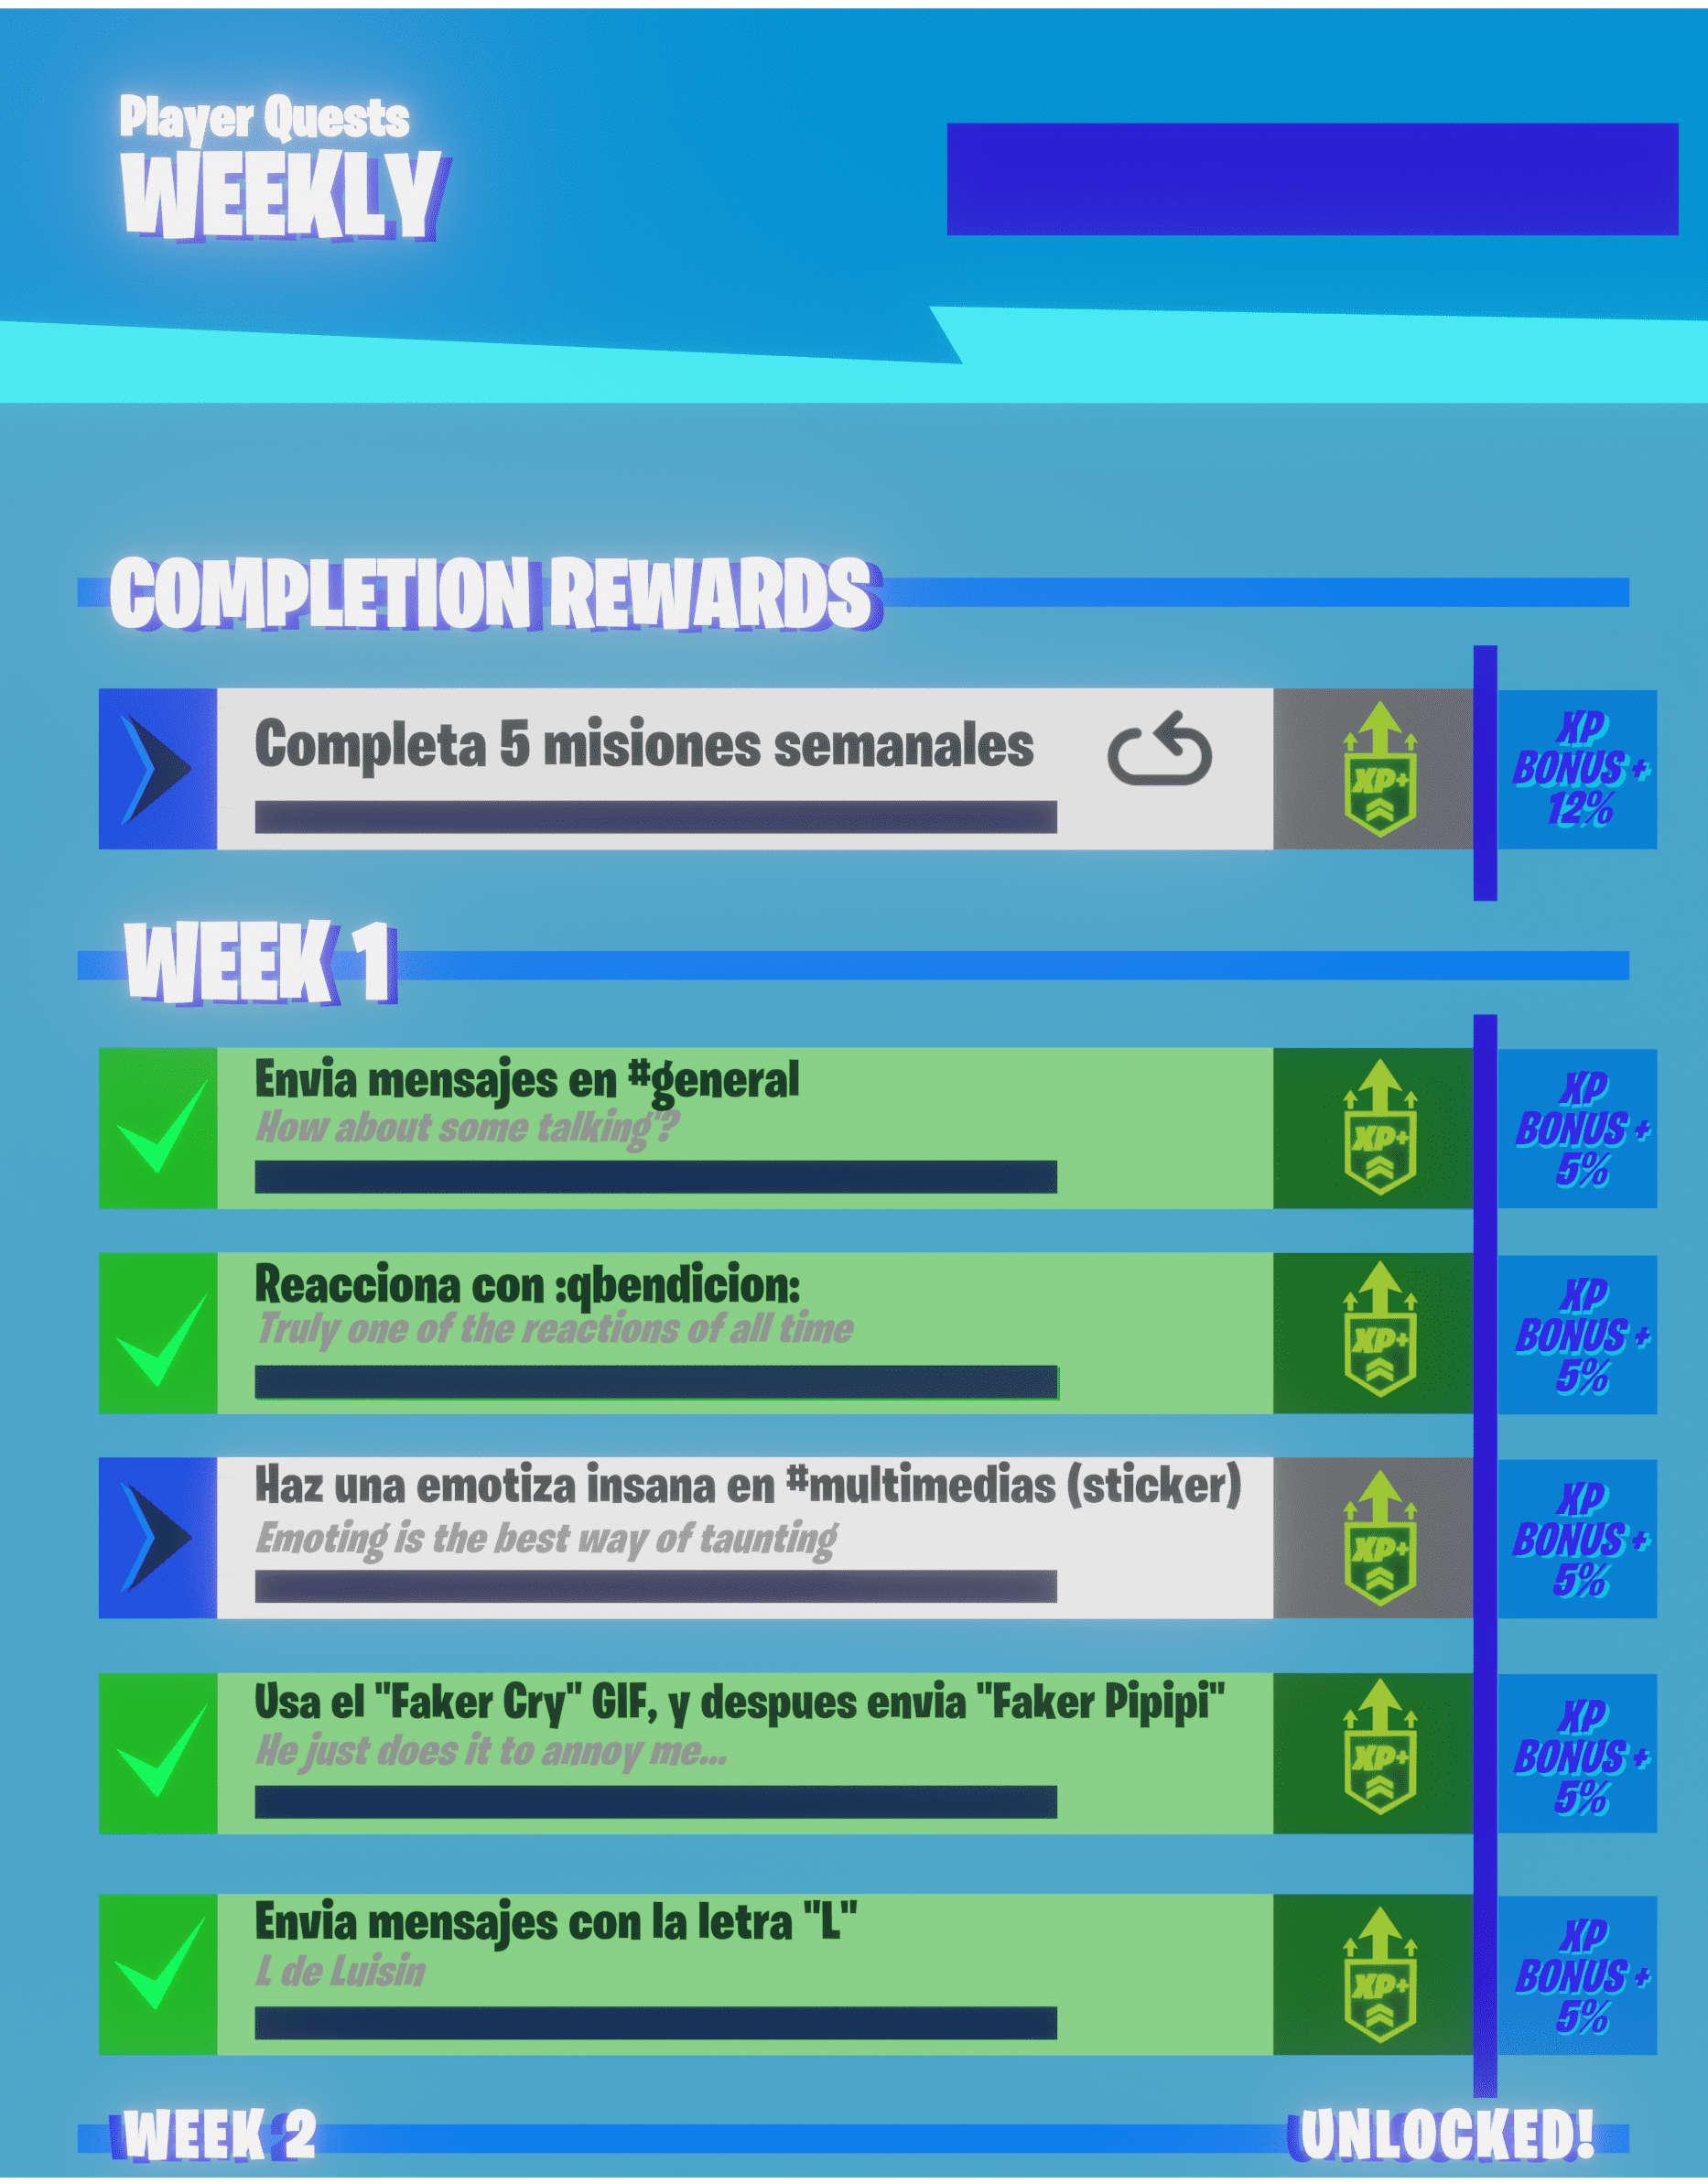 Player Quests
WEEKLY
COMPLETION REWARDS
Completa 5 misiones semanales
XP+
XP
BONUS +
12%
WEEK 1
Envia mensajes en #general
How about some talking?
XP+
XP
BONUS +
5%
Reacciona con :qbendicion:
Truly one of the reactions of all time
XP+
XP
BONUS +
5%
Haz una emotiza insana en #multimedias (sticker)
Emoting is the best way of taunting
XP+
XP
BONUS +
5%
Usa el "Faker Cry" GIF, y despues envia "Faker Pipipi"
He just does it to annoy me...
XP+
XP
BONUS +
5%
Envia mensajes con la letra "L"
L de Luisin
XP+
XP
BONUS +
5%
WEEK 2
UNLOCKED!